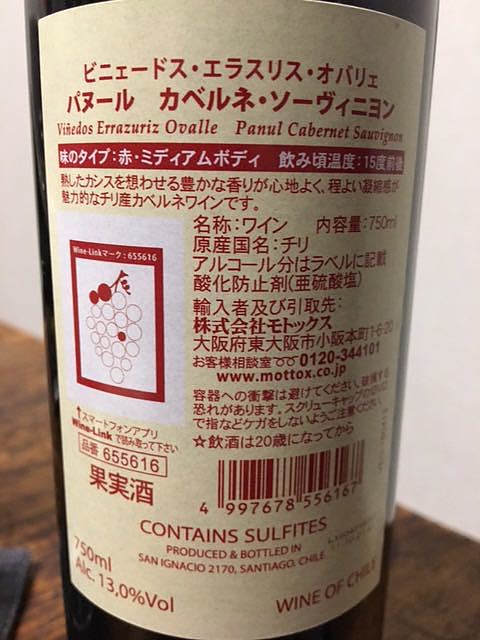 ビニェードス・エラスリス・オバリェ
パヌール カベルネ・ソーヴィニヨン
Viñedos Errazuriz Ovalle Panul Cabernet Sauvignon
味のタイプ：赤・ミディアムボディ 飲み頃温度：15度前後
熟したカシスを想わせる豊かな香りが心地よく、程よい凝縮感が
魅力的なチリ産カベルネワインです。
Wine-Linkマーク：655616
名称：ワイン 内容量：750ml
原産国名：チリ
アルコール分はラベルに記載
酸化防止剤(亜硫酸塩)
輸入者及び引取先：
株式会社モトックス
大阪府東大阪市小阪本町1-6-20
お客様相談室 0120-344101
www.mottox.co.jp
容器への衝撃は避けてください。破損する
恐れがあります。スクリューキャップの切り口
で指などケガをしないようご注意ください。
☆飲酒は20歳になってから
↑スマートフォンアプリ
Wine-Linkで読み取って下さい
品番 655616
果実酒
4 997678 556167
CONTAINS SULFITES
PRODUCED & BOTTLED IN
SAN IGNACIO 2170, SANTIAGO, CHILE.
750ml
Alc. 13,0%Vol
WINE OF CHILE